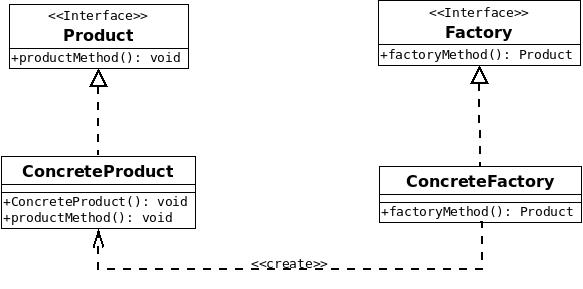 <<Interface>>
Product
+productMethod(): void
<<Interface>>
Factory
+factoryMethod(): Product
ConcreteProduct
+ConcreteProduct(): void
+productMethod(): void
ConcreteFactory
+factoryMethod(): Product
<<create>>